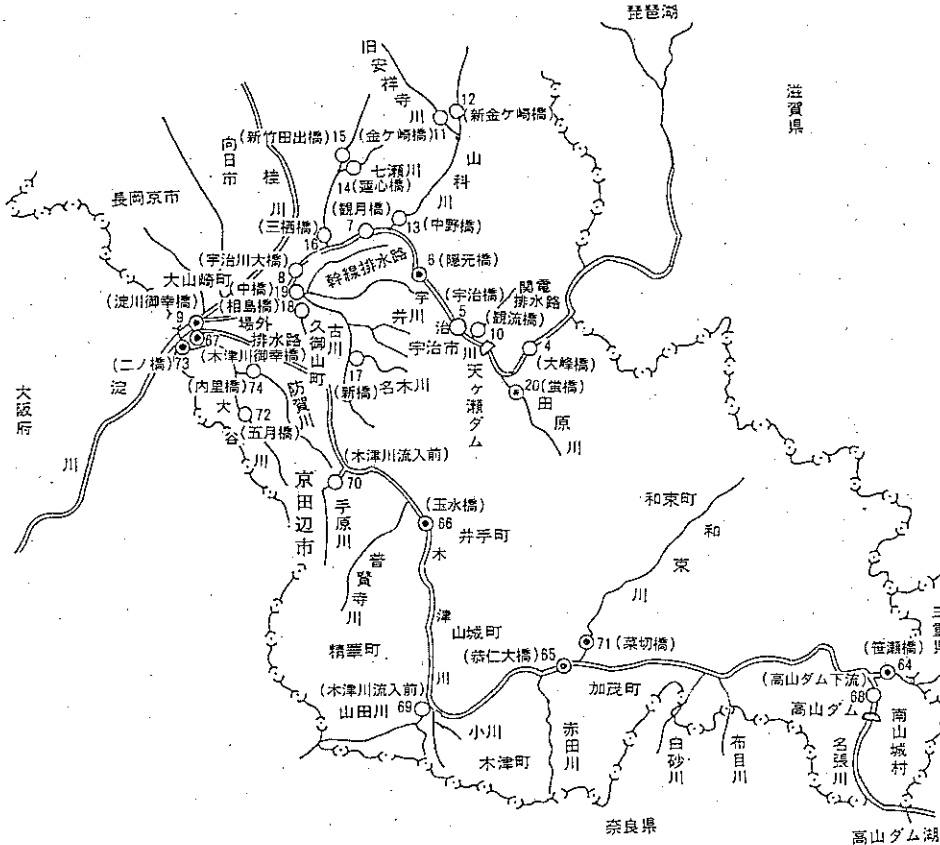 琵琶湖
滋賀県
旧安祥寺川
12
(新金ケ崎橋)
11
(新竹田出橋)15
(金ケ崎橋)
向日市
桂川
七瀬川
山科川
14
長岡京市
(観月橋)
7
13(中野橋)
(三栖橋)
16
幹線排水路
6(隠元橋)
(宇治川大橋)
8
大山崎町
(中橋)
19
(相島橋)
18
(淀川御幸橋)
9
場外
排水路
67
(木津川御幸橋)
(二ノ橋)
73
(内里橋)74
宇治川
井川
古川
久御山町
(宇治橋)
5
関電
排水路
(観流橋)
10
宇治市
4
(大峰橋)
天ヶ瀬ダム
17
(新橋)
名木川
20(蛍橋)
田原川
大阪府
淀川
防賀川
72
(五月橋)
大谷川
(木津川流入前)
70
手原川
京田辺市
(玉水橋)
66
井手町
普賢寺川
木津川
和束町
和束川
精華町
山城町
71(菜切橋)
(恭仁大橋)65
加茂町
(笹瀬橋)
64
三重県
(高山ダム下流)
68
高山ダム
(木津川流入前)
69
山田川
小川
木津町
赤田川
白砂川
布目川
名張川
南山城村
奈良県
高山ダム湖